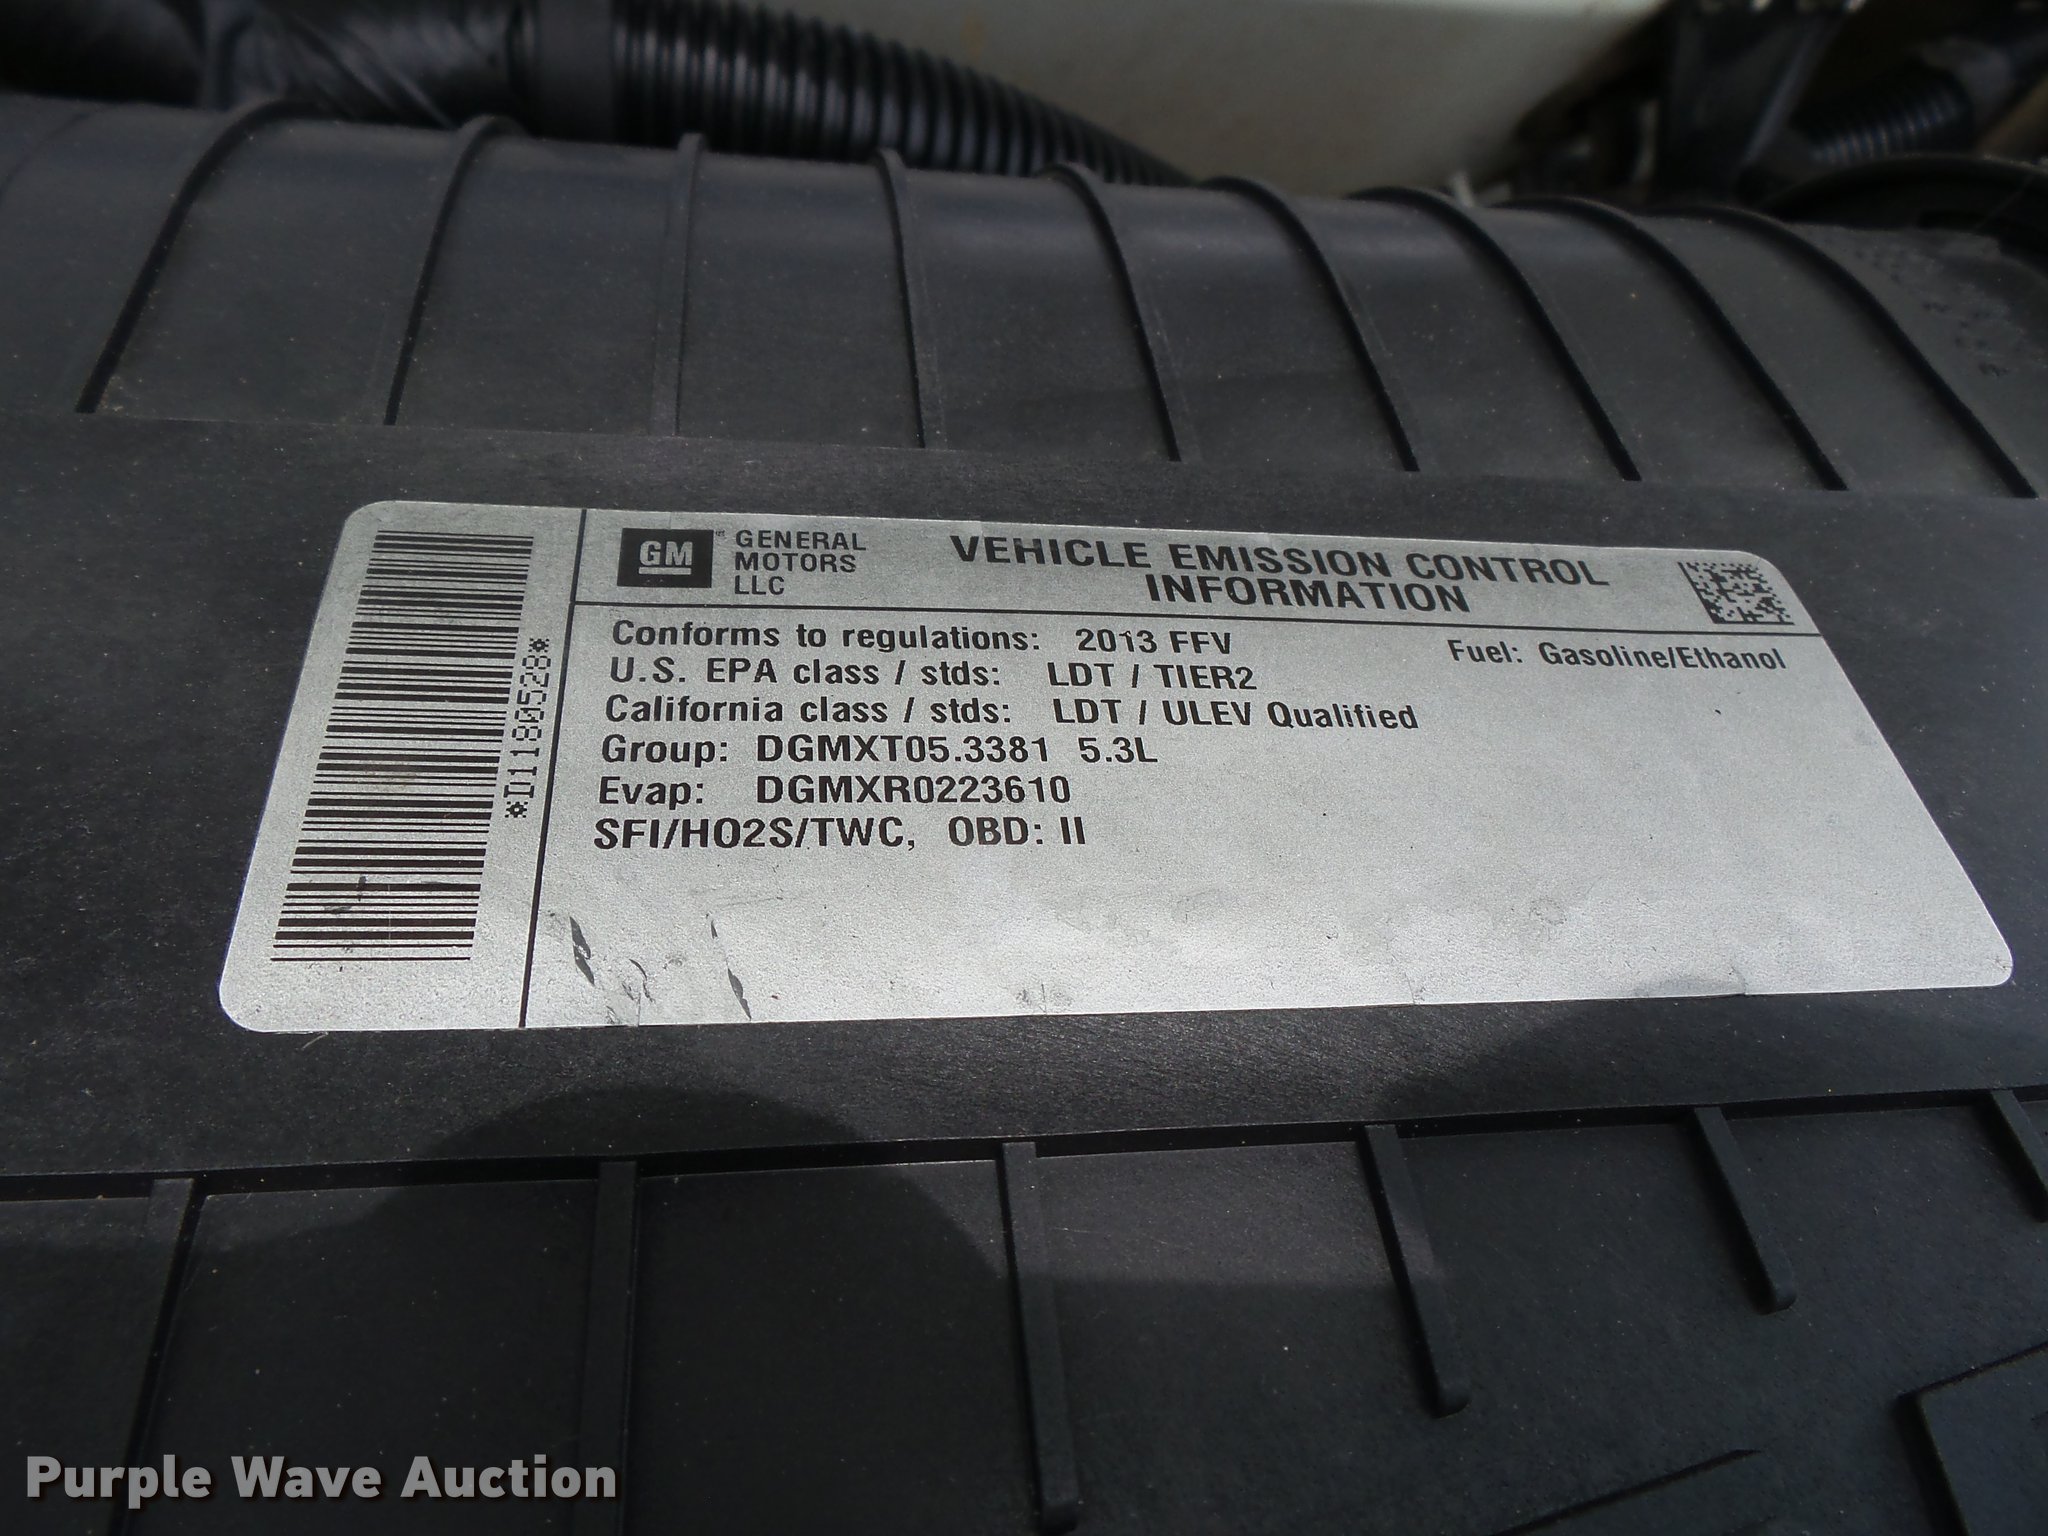 GM
GENERAL
MOTORS
LLC
VEHICLE EMISSION CONTROL
INFORMATION
Conforms to regulations: 2013 FFV
Fuel: Gasoline/Ethanol
U.S. EPA class / stds: LDT / TIER2
California class / stds: LDT / ULEV Qualified
Group: DGMXT05.3381 5.3L
Evap: DGMXR0223610
SFI/HO2S/TWC, OBD: II
*D1180528*
Purple Wave Auction